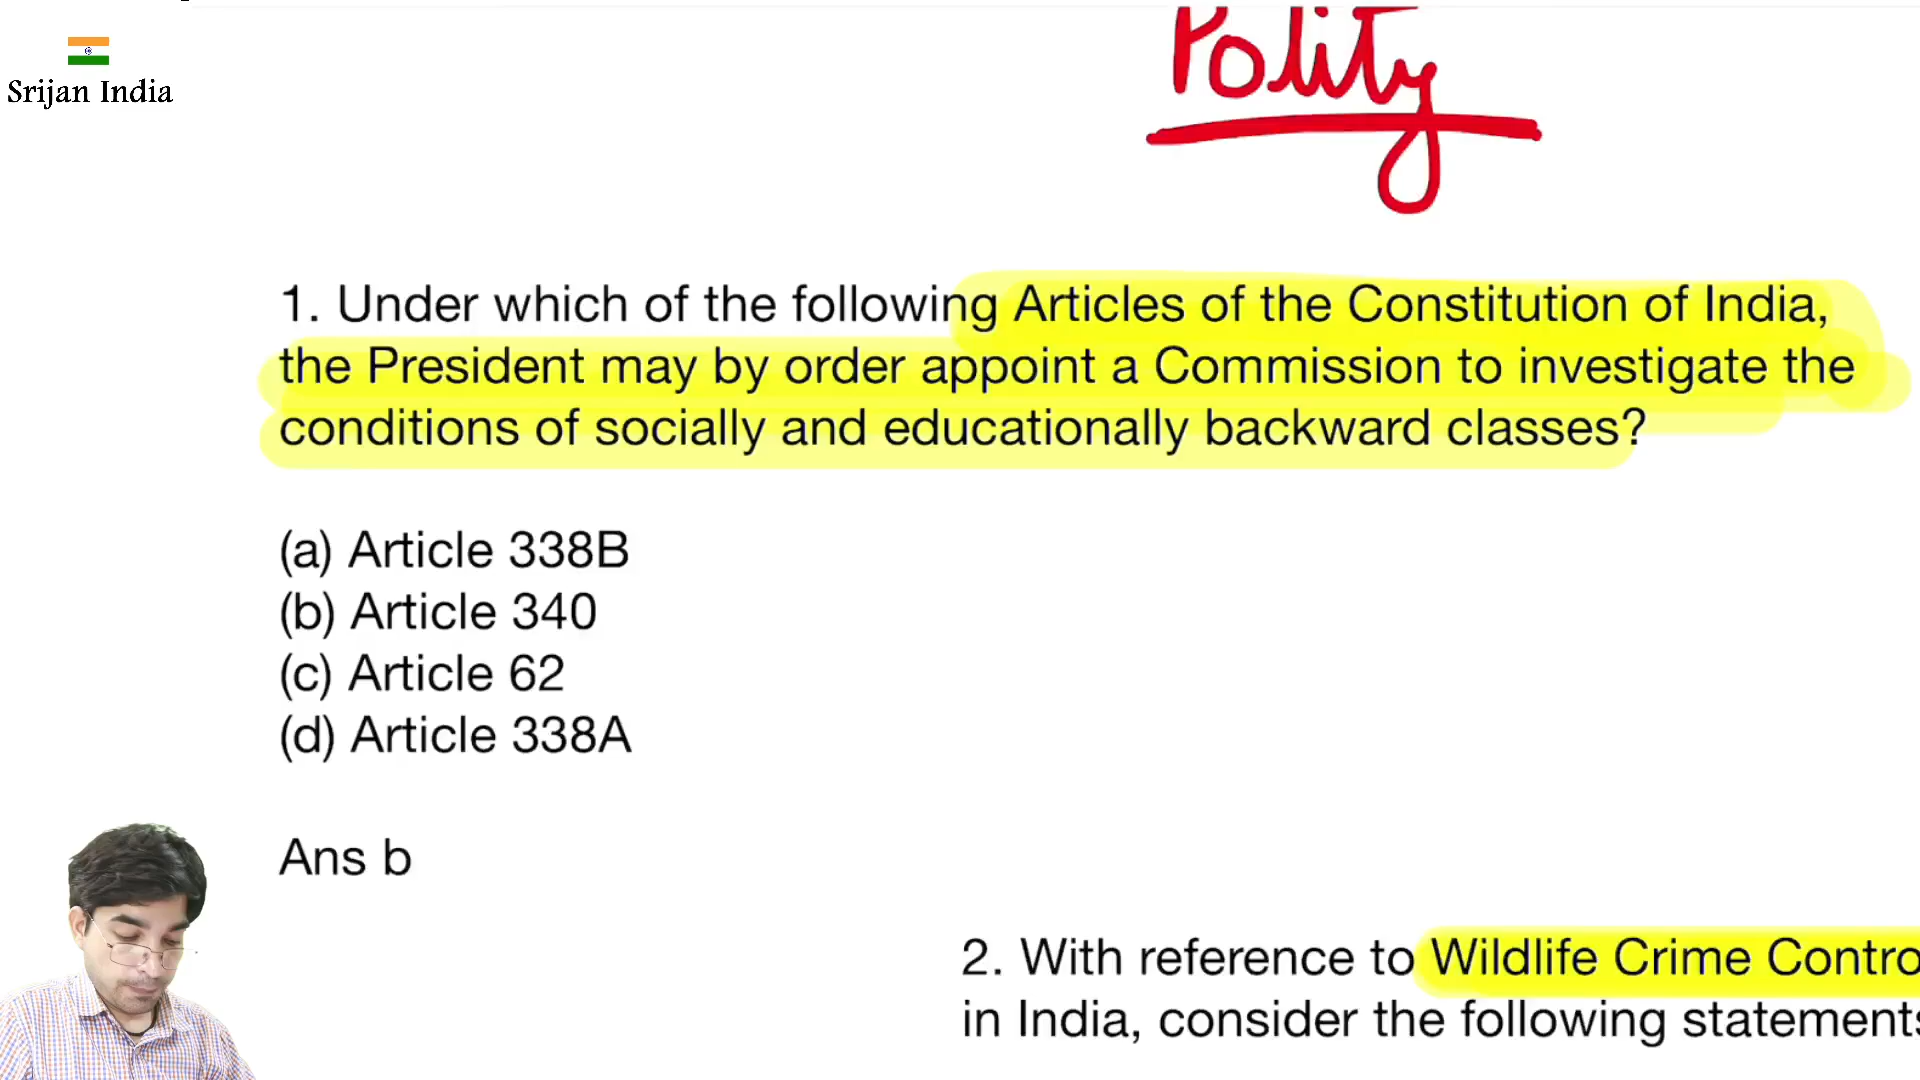 Polity
Srijan India
1. Under which of the following Articles of the Constitution of India,
the President may by order appoint a Commission to investigate the
conditions of socially and educationally backward classes?
(a) Article 338B
(b) Article 340
(c) Article 62
(d) Article 338A
Ans b
2. With reference to Wildlife Crime Contro
in India, consider the following statements